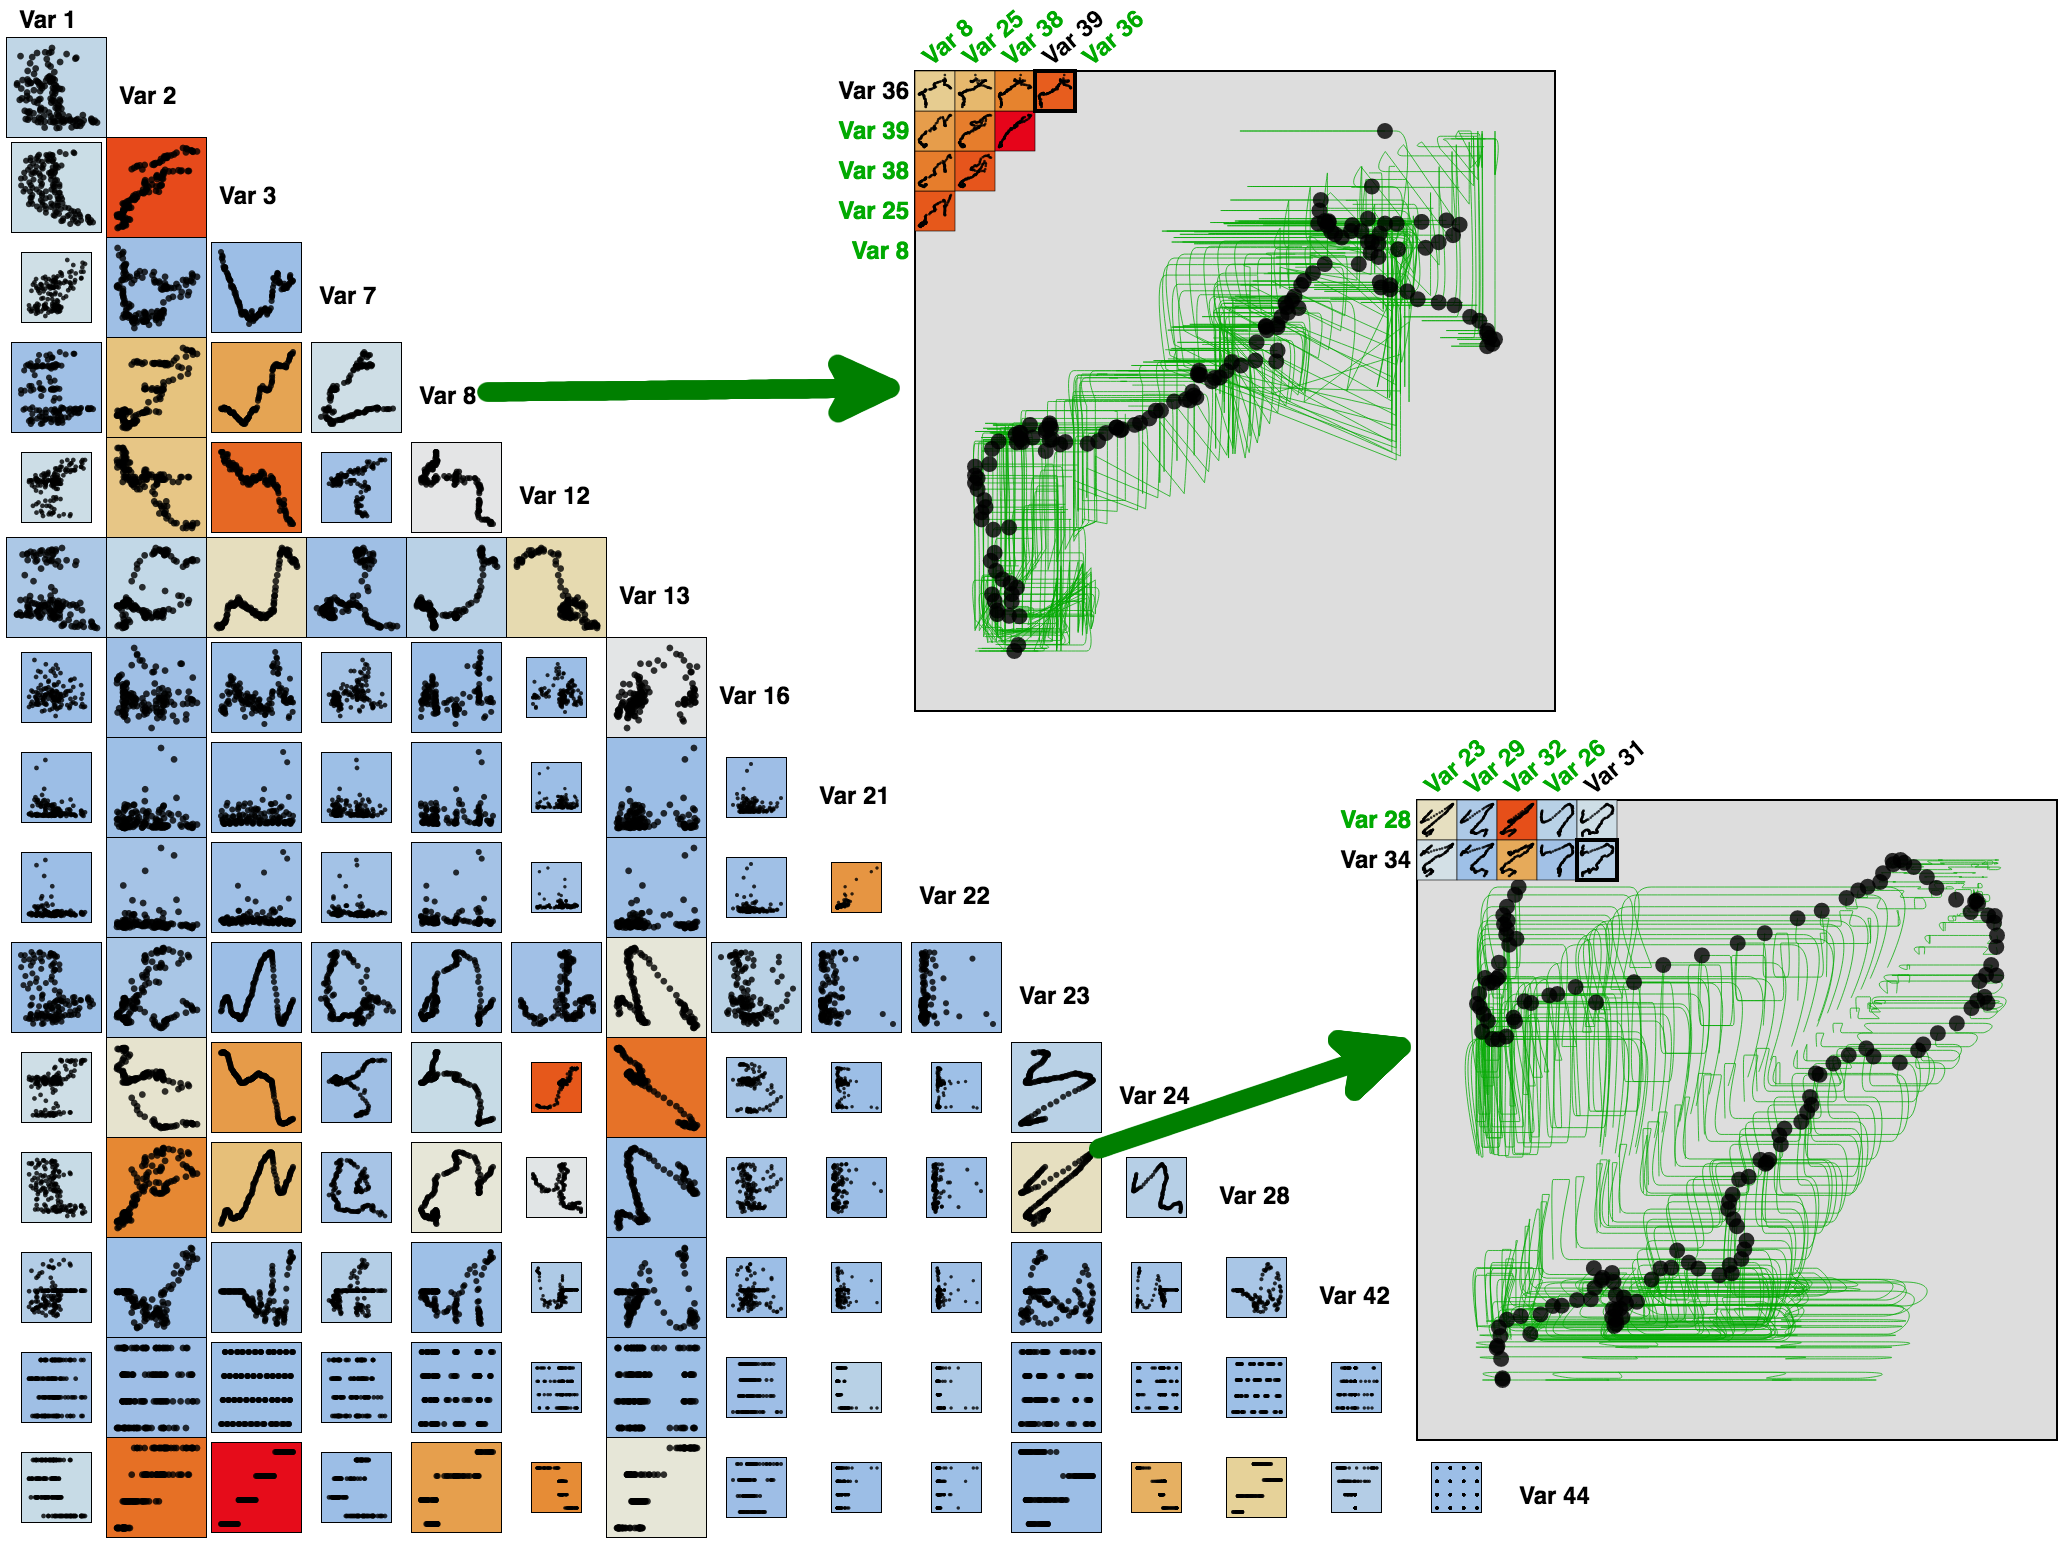 Var 1
Var 2
Var 3
Var 7
Var 8
Var 12
Var 13
Var 16
Var 21
Var 22
Var 23
Var 24
Var 28
Var 42
Var 44
Var 8 Var 25 Var 38 Var 39 Var 36
Var 36
Var 39
Var 38
Var 25
Var 8
Var 23 Var 29 Var 32 Var 26 Var 31
Var 28
Var 34